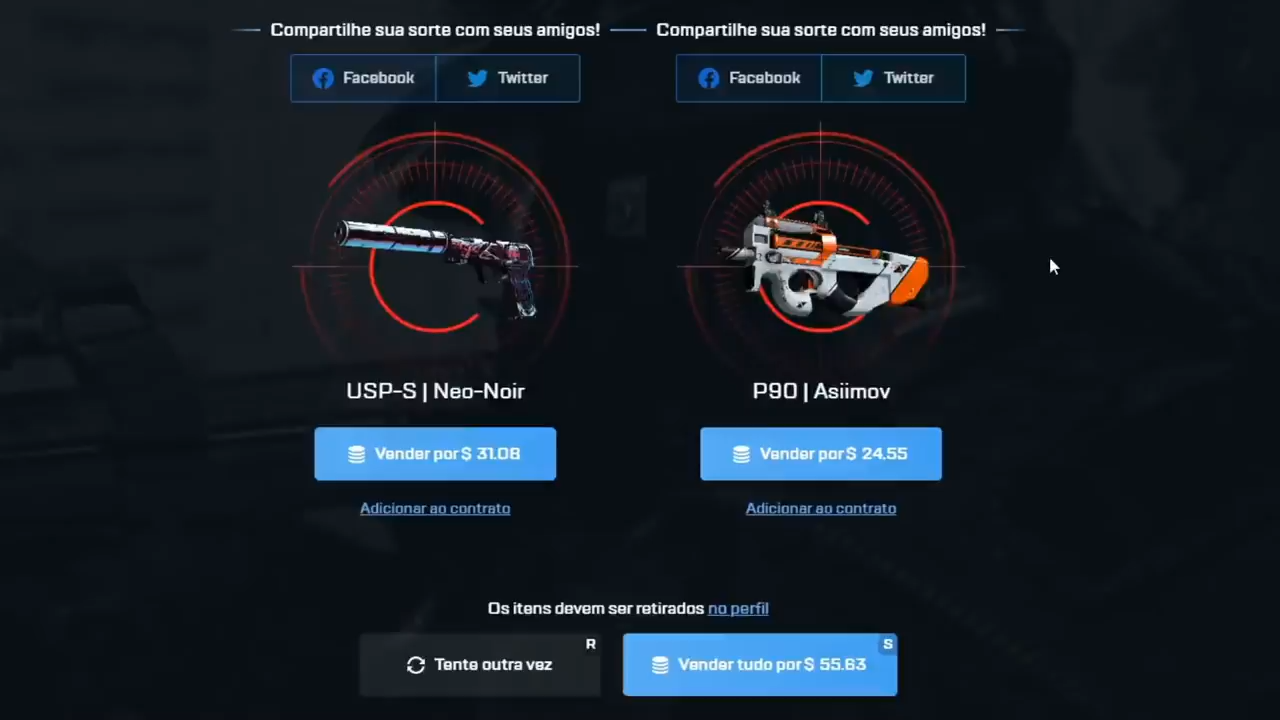 Compartilhe sua sorte com seus amigos!
Compartilhe sua sorte com seus amigos!
Facebook
Twitter
Facebook
Twitter
USP-S | Neo-Noir
P90 | Asiimov
Vender por $ 31.08
Vender por $ 24.55
Adicionar ao contrato
Adicionar ao contrato
Os itens devem ser retirados no perfil
Tente outra vez
R
Vender tudo por $ 55.63
S